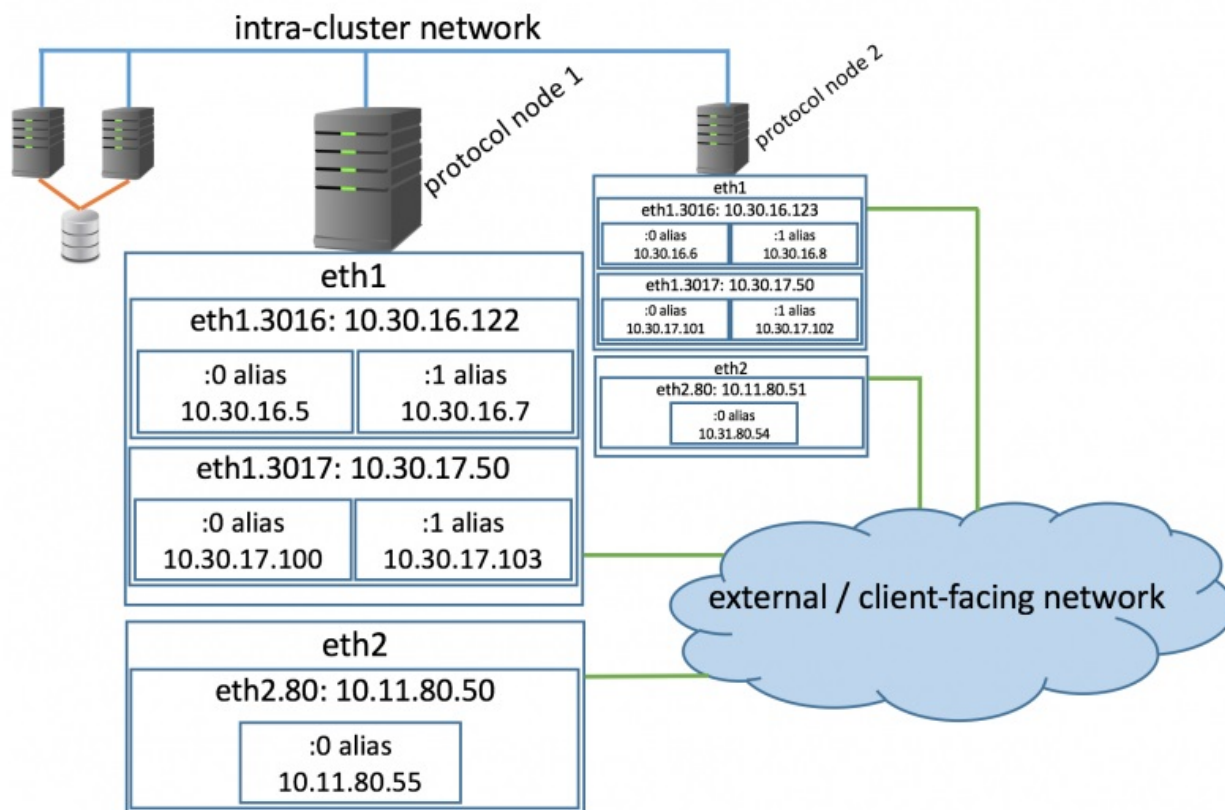 intra-cluster network
protocol node 1
protocol node 2
eth1
eth1.3016: 10.30.16.123
:0 alias
10.30.16.6
:1 alias
10.30.16.8
eth1.3017: 10.30.17.50
:0 alias
10.30.17.101
:1 alias
10.30.17.102
eth2
eth2.80: 10.11.80.51
:0 alias
10.31.80.54
eth1
eth1.3016: 10.30.16.122
:0 alias
10.30.16.5
:1 alias
10.30.16.7
eth1.3017: 10.30.17.50
:0 alias
10.30.17.100
:1 alias
10.30.17.103
eth2
eth2.80: 10.11.80.50
:0 alias
10.11.80.55
external / client-facing network